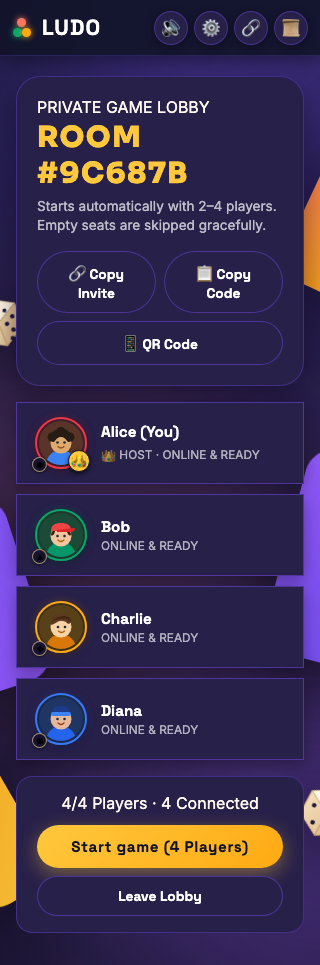 LUDO
PRIVATE GAME LOBBY
ROOM
#9C687B
Starts automatically with 2–4 players.
Empty seats are skipped gracefully.
Copy
Invite
Copy
Code
QR Code
Alice (You)
HOST · ONLINE & READY
Bob
ONLINE & READY
Charlie
ONLINE & READY
Diana
ONLINE & READY
4/4 Players · 4 Connected
Start game (4 Players)
Leave Lobby